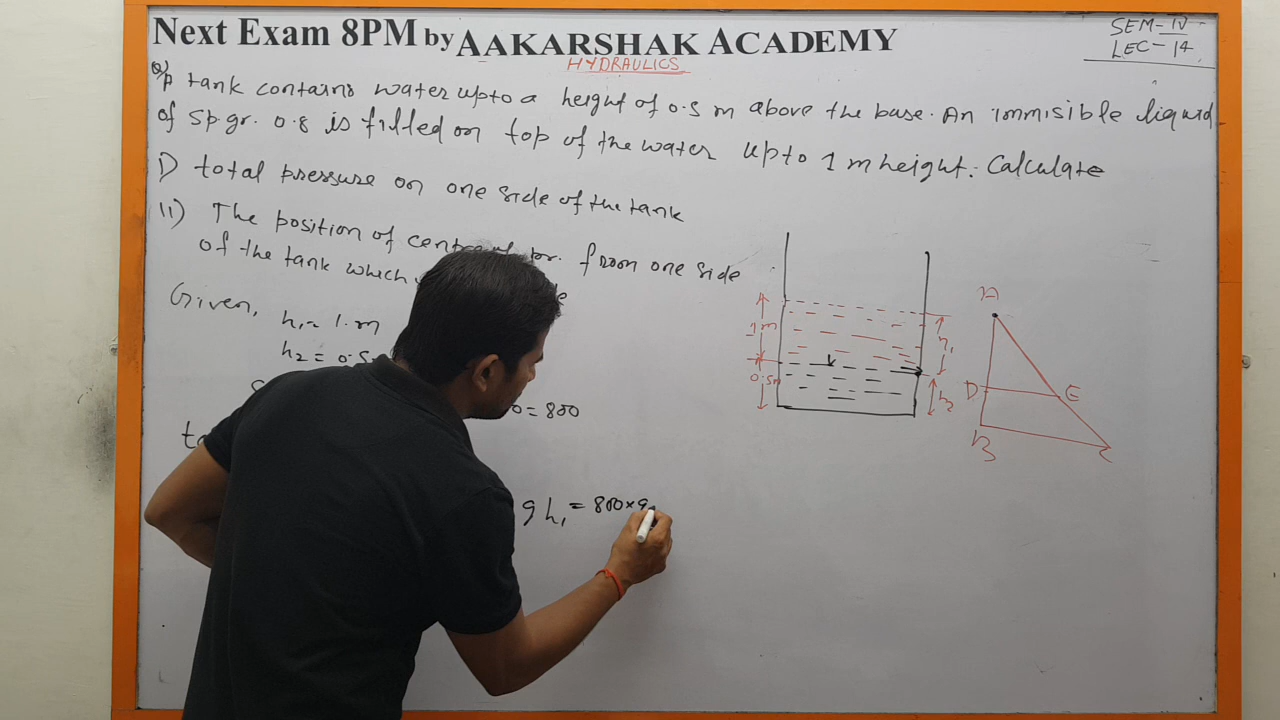 Next Exam 8PM by AAKARSHAK ACADEMY
SEM-IV
LEC-14
HYDRAULICS
Q) A tank contains water upto a height of 0.5 m above the base. An immisible liquid
of Sp.gr. 0.8 is filled on top of the water upto 1 m height. Calculate
I) total pressure on one side of the tank
II) The position of centre of pr. from one side
of the tank which
Given,
h₁ = 1.m
h₂ = 0.5
= 800
g h₁ = 800×9
A
1m
0.5m
h₁
h₂
A
D
E
B
C